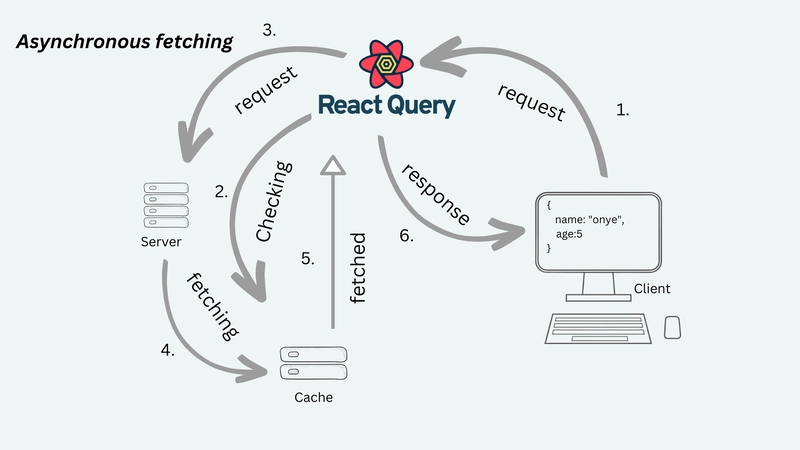 Asynchronous fetching
3.
request
React Query
request
1.
2.
Checking
response
{
name: "onye",
age:5
}
Server
5.
fetched
6.
Client
fetching
4.
Cache